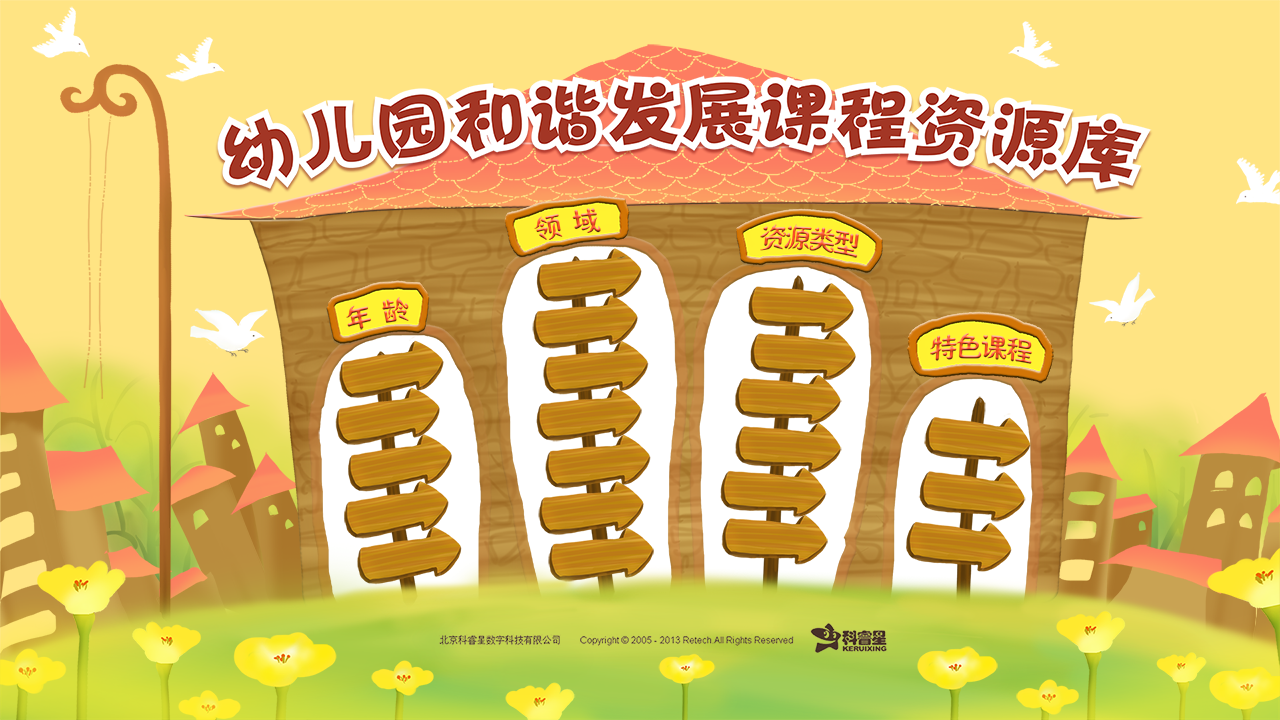 幼儿园和谐发展课程资源库
年龄
领域
资源类型
特色课程
北京科睿星数字科技有限公司 Copyright © 2005 - 2013 Retech All Rights Reserved
科睿星
KERUIXING